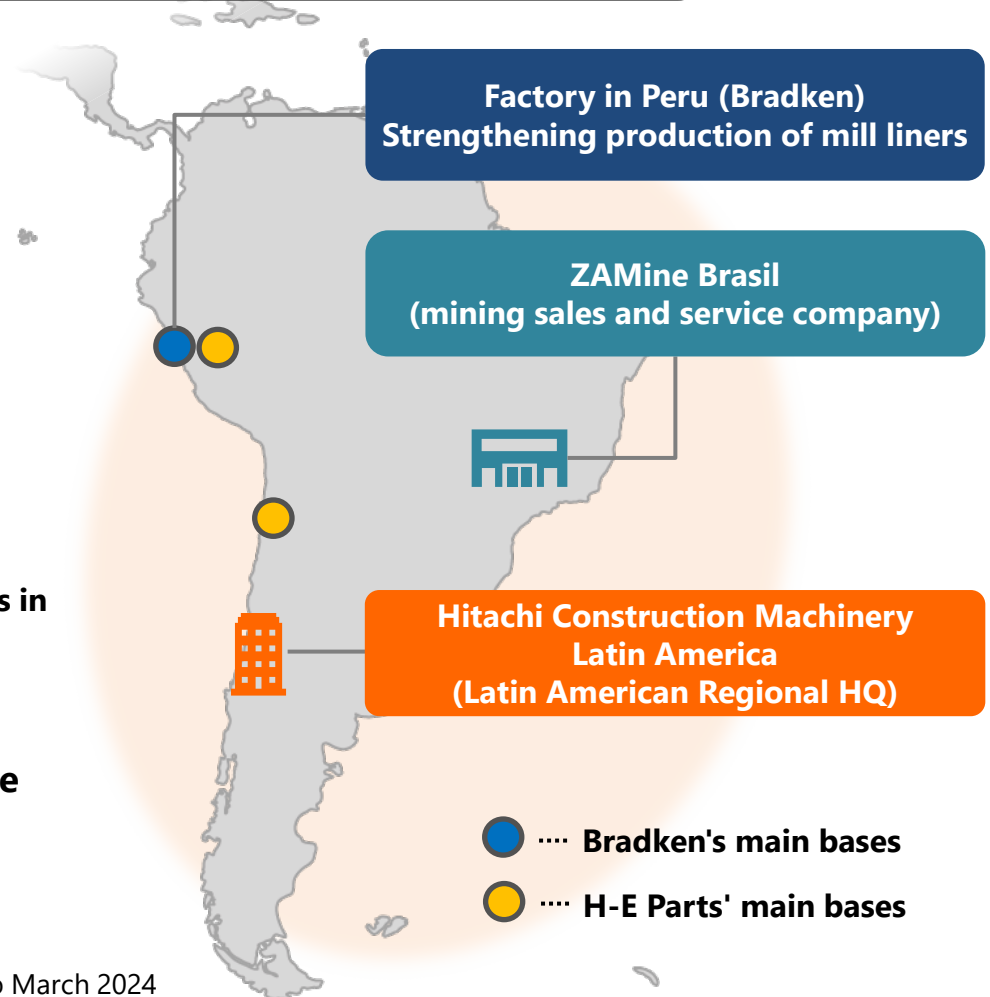 Factory in Peru (Bradken)
Strengthening production of mill liners
ZAMine Brasil
(mining sales and service company)
s in
Hitachi Construction Machinery
Latin America
(Latin American Regional HQ)
e
Bradken's main bases
H-E Parts' main bases
March 2024